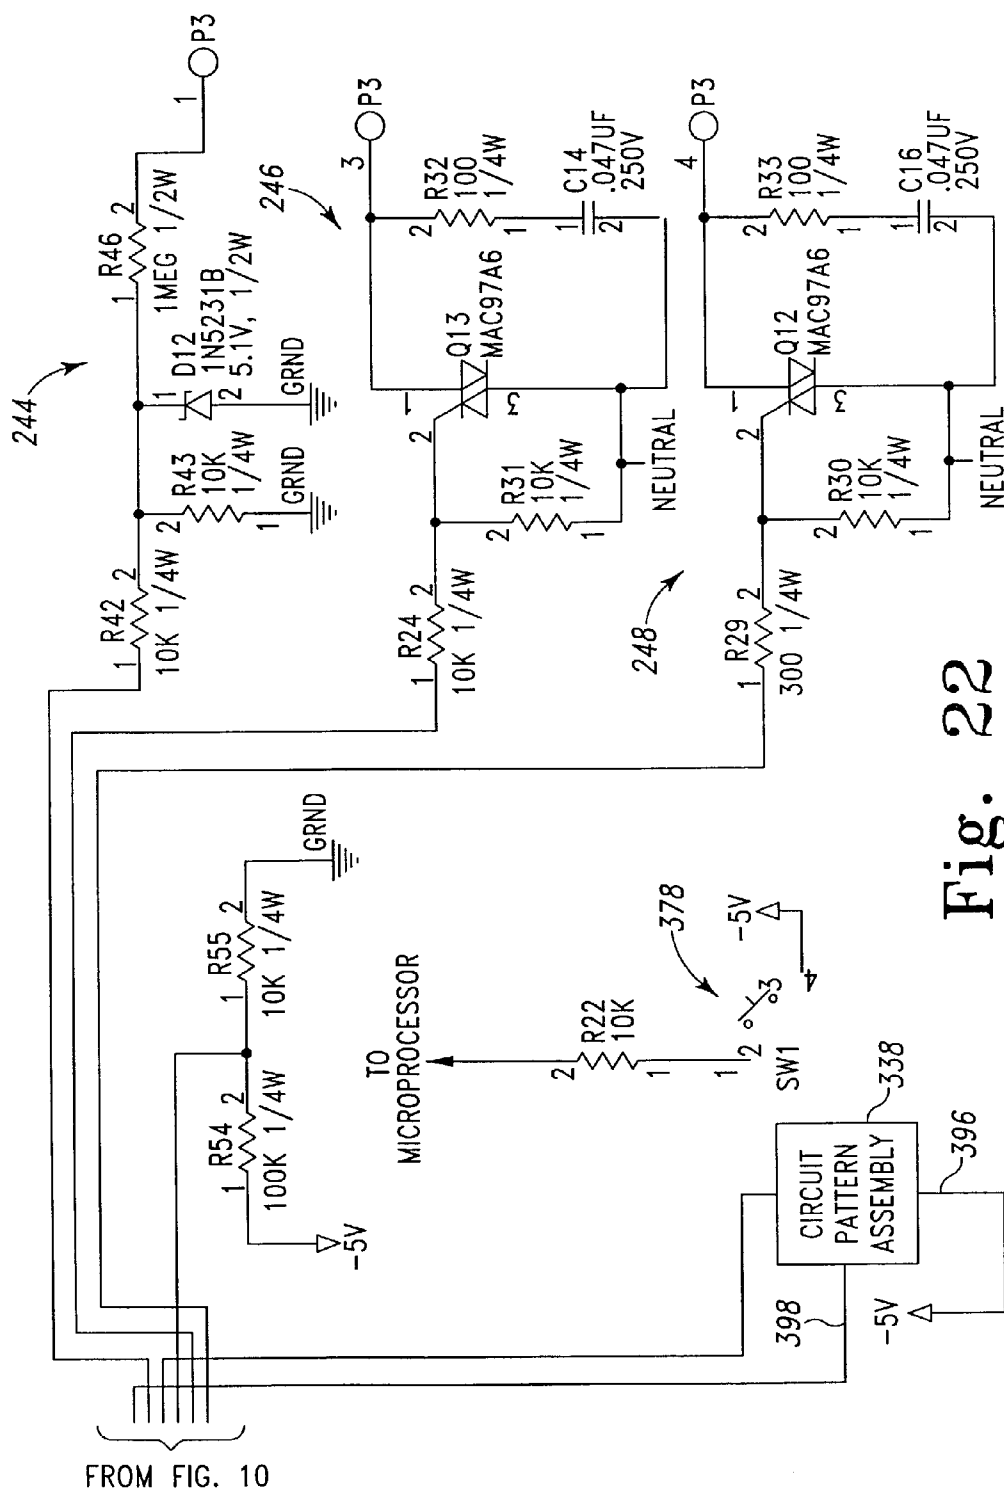 244
R42
1
2
10K 1/4W
R43
10K
1/4W
2
1
GRND
D12
1N5231B
5.1V, 1/2W
1
2
GRND
R46
1
2
1MEG 1/2W
1
P3
246
R24
1
2
10K 1/4W
R31
10K
1/4W
2
1
NEUTRAL
Q13
MAC97A6
1
2
3
R32
100
1/4W
2
1
C14
.047UF
250V
1
2
3
P3
248
R29
1
2
300 1/4W
R30
10K
1/4W
2
1
NEUTRAL
Q12
MAC97A6
1
2
3
R33
100
1/4W
2
1
C16
.047UF
250V
1
2
4
P3
FROM FIG. 10
-5V
R54
1
2
100K 1/4W
R55
1
2
10K 1/4W
GRND
TO
MICROPROCESSOR
R22
10K
2
1
1
2
SW1
3
4
378
-5V
CIRCUIT
PATTERN
ASSEMBLY
338
396
398
-5V
Fig. 22